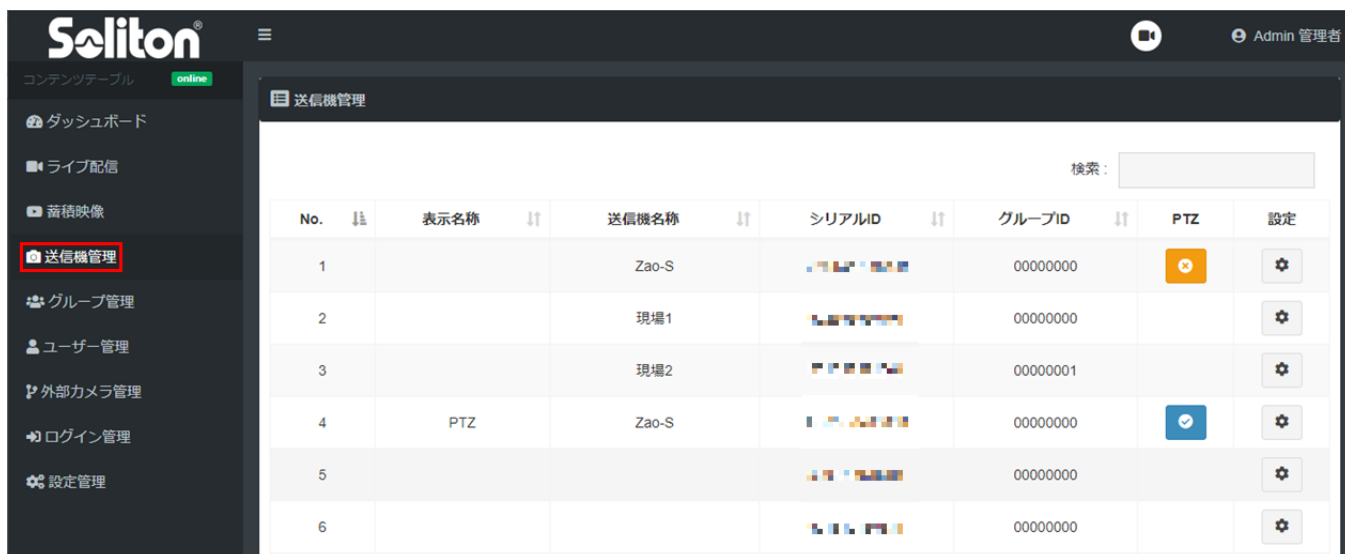 Soliton®
Admin 管理者
コンテンツテーブル online
送信機管理
ダッシュボード
ライブ配信
検索 :
蓄積映像
No. 表示名称 送信機名称 シリアルID グループID PTZ 設定
送信機管理
1 Zao-S 00000000
グループ管理
2 現場1 00000000
ユーザー管理
3 現場2 00000001
外部カメラ管理
4 PTZ Zao-S 00000000
ログイン管理
5 00000000
設定管理
6 00000000